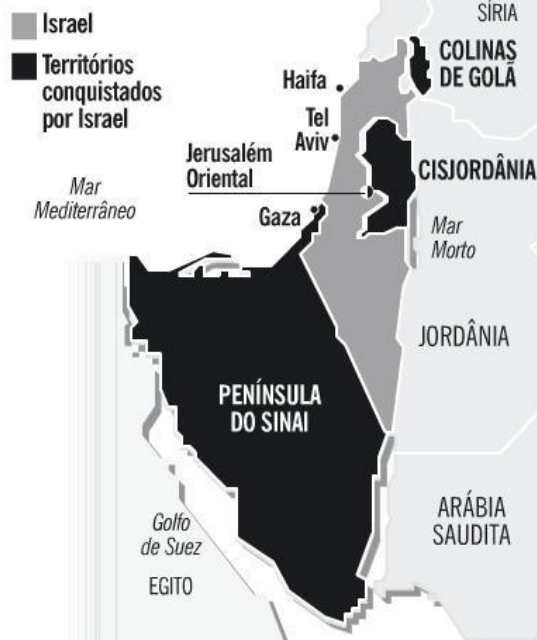 Israel
Territórios
conquistados
por Israel
SÍRIA
COLINAS
DE GOLÃ
Haifa
Tel
Aviv
Jerusalém
Oriental
CISJORDÂNIA
Mar
Mediterrâneo
Gaza
Mar
Morto
JORDÂNIA
PENÍNSULA
DO SINAI
Golfo
de Suez
EGITO
ARÁBIA
SAUDITA